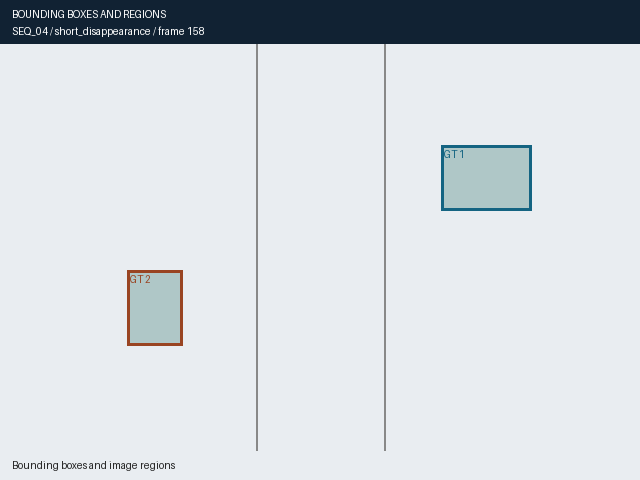 BOUNDING BOXES AND REGIONS
SEQ_04 / short_disappearance / frame 158
GT1
GT2
Bounding boxes and image regions